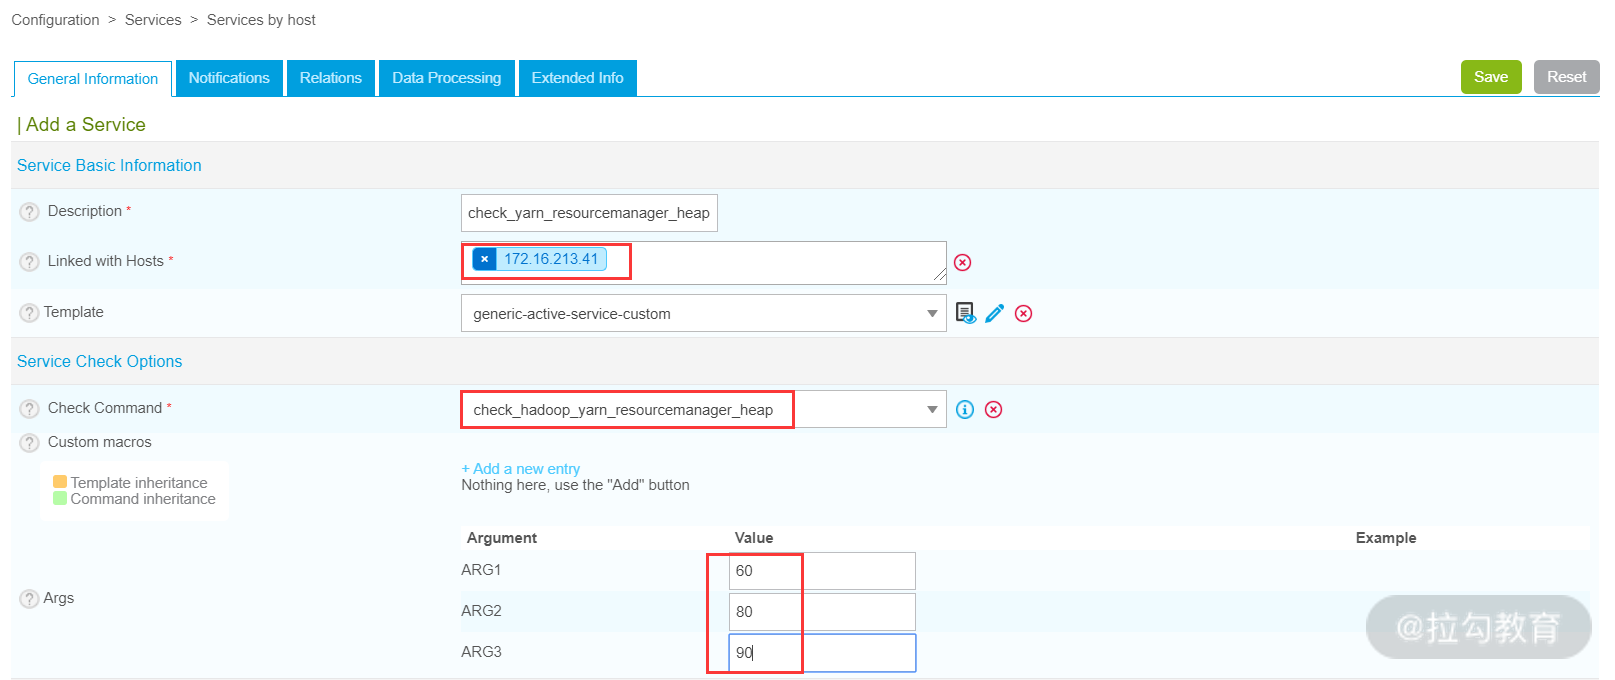 Configuration > Services > Services by host
General Information Notifications Relations Data Processing Extended Info Save Reset
| Add a Service
Service Basic Information
? Description * check_yarn_resourcemanager_heap
? Linked with Hosts * × 172.16.213.41
? Template generic-active-service-custom
Service Check Options
? Check Command * check_hadoop_yarn_resourcemanager_heap
? Custom macros
+ Add a new entry
Template inheritance
Nothing here, use the "Add" button
Command inheritance
Argument Value Example
ARG1 60
? Args
ARG2 80
ARG3 90
@拉勾教育